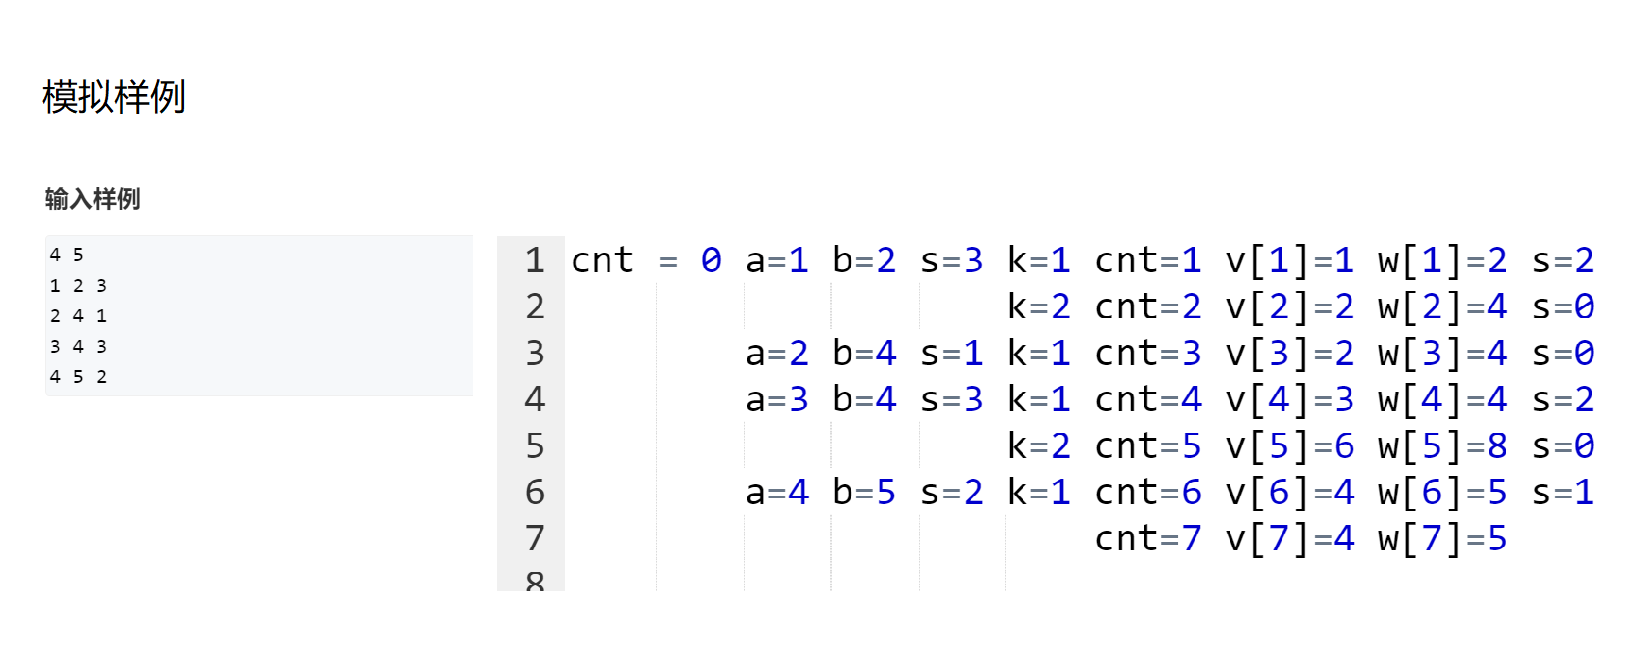 模拟样例
输入样例
4 5
1 2 3
2 4 1
3 4 3
4 5 2
1 cnt = 0 a=1 b=2 s=3 k=1 cnt=1 v[1]=1 w[1]=2 s=2
2 k=2 cnt=2 v[2]=2 w[2]=4 s=0
3 a=2 b=4 s=1 k=1 cnt=3 v[3]=2 w[3]=4 s=0
4 a=3 b=4 s=3 k=1 cnt=4 v[4]=3 w[4]=4 s=2
5 k=2 cnt=5 v[5]=6 w[5]=8 s=0
6 a=4 b=5 s=2 k=1 cnt=6 v[6]=4 w[6]=5 s=1
7 cnt=7 v[7]=4 w[7]=5
8